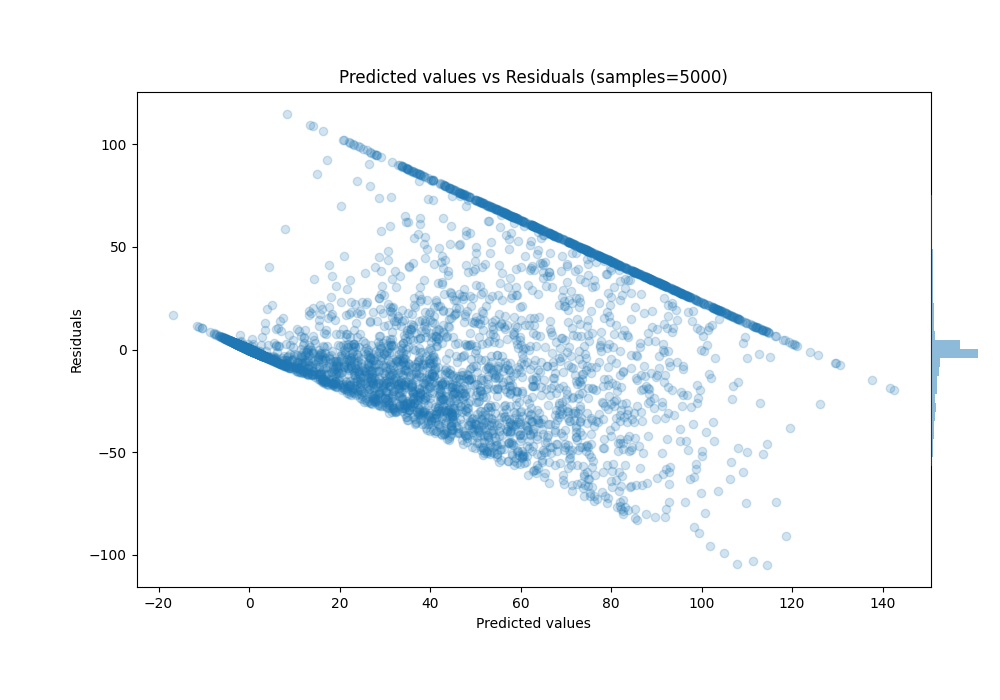 Predicted values vs Residuals (samples=5000)
100
50
0
−50
−100
Residuals
−20 0 20 40 60 80 100 120 140
Predicted values